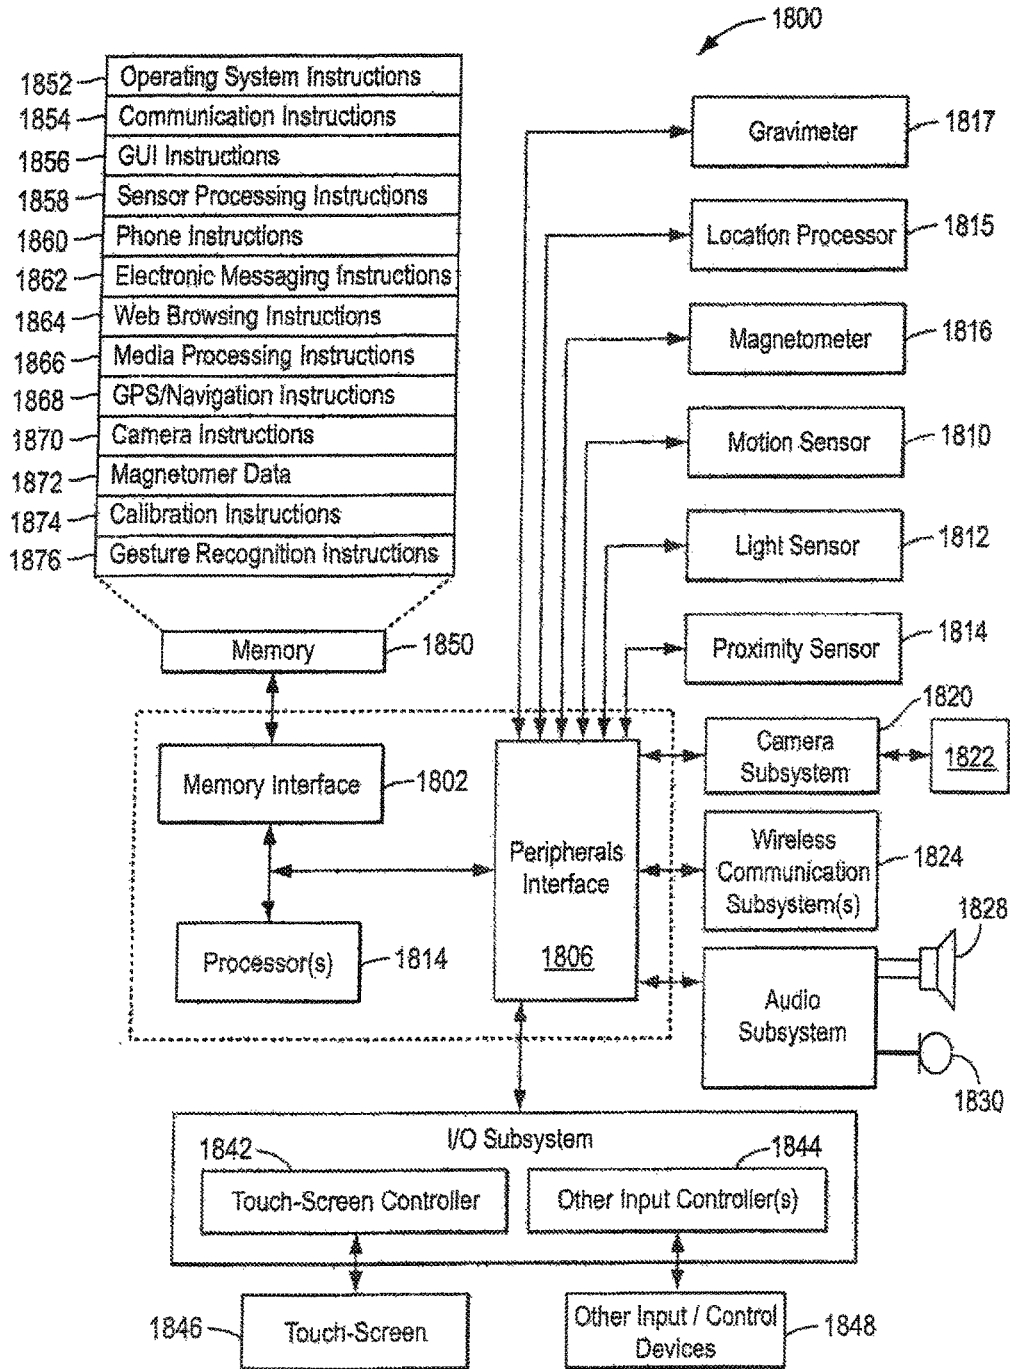 1800
1852 Operating System Instructions
1854 Communication Instructions
1856 GUI Instructions
1858 Sensor Processing Instructions
1860 Phone Instructions
1862 Electronic Messaging Instructions
1864 Web Browsing Instructions
1866 Media Processing Instructions
1868 GPS/Navigation Instructions
1870 Camera Instructions
1872 Magnetomer Data
1874 Calibration Instructions
1876 Gesture Recognition Instructions
Memory 1850
Gravimeter 1817
Location Processor 1815
Magnetometer 1816
Motion Sensor 1810
Light Sensor 1812
Proximity Sensor 1814
Memory Interface 1802
Processor(s) 1814
Peripherals
Interface
1806
1820
Camera
Subsystem
1822
Wireless
Communication
Subsystem(s)
1824
Audio
Subsystem
1828
1830
I/O Subsystem
1842
Touch-Screen Controller
1844
Other Input Controller(s)
1846 Touch-Screen
Other Input / Control
Devices
1848